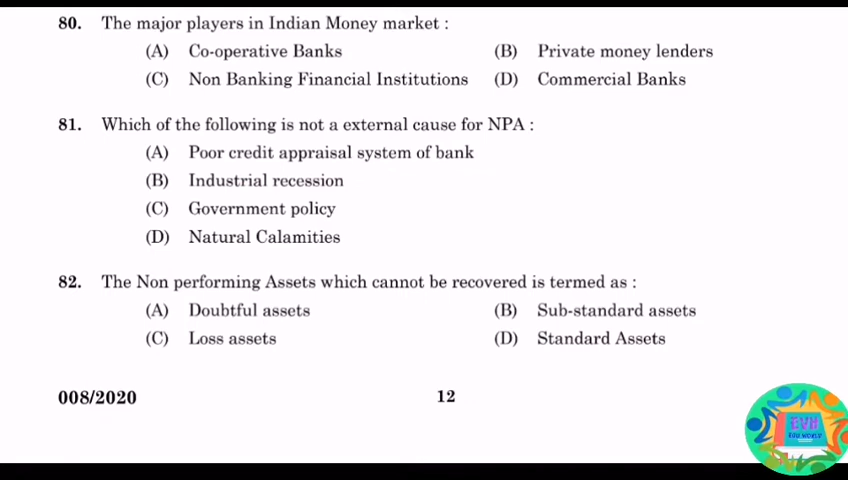 80. The major players in Indian Money market :
(A) Co-operative Banks (B) Private money lenders
(C) Non Banking Financial Institutions (D) Commercial Banks
81. Which of the following is not a external cause for NPA :
(A) Poor credit appraisal system of bank
(B) Industrial recession
(C) Government policy
(D) Natural Calamities
82. The Non performing Assets which cannot be recovered is termed as :
(A) Doubtful assets (B) Sub-standard assets
(C) Loss assets (D) Standard Assets
008/2020 12
EVH
EDU WORLD